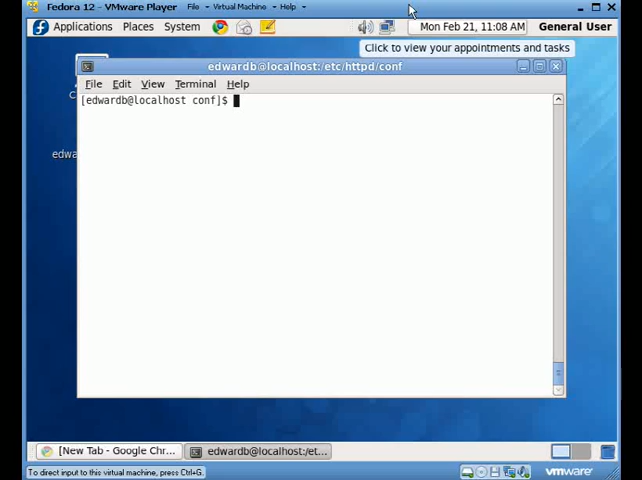 Fedora 12 - VMware Player File Virtual Machine Help
Applications Places System Mon Feb 21, 11:08 AM General User
Click to view your appointments and tasks
edwardb@localhost:/etc/httpd/conf
File Edit View Terminal Help
[edwardb@localhost conf]$
C
edwa
[New Tab - Google Chr... edwardb@localhost:/et...
To direct input to this virtual machine, press Ctrl+G.
vmware